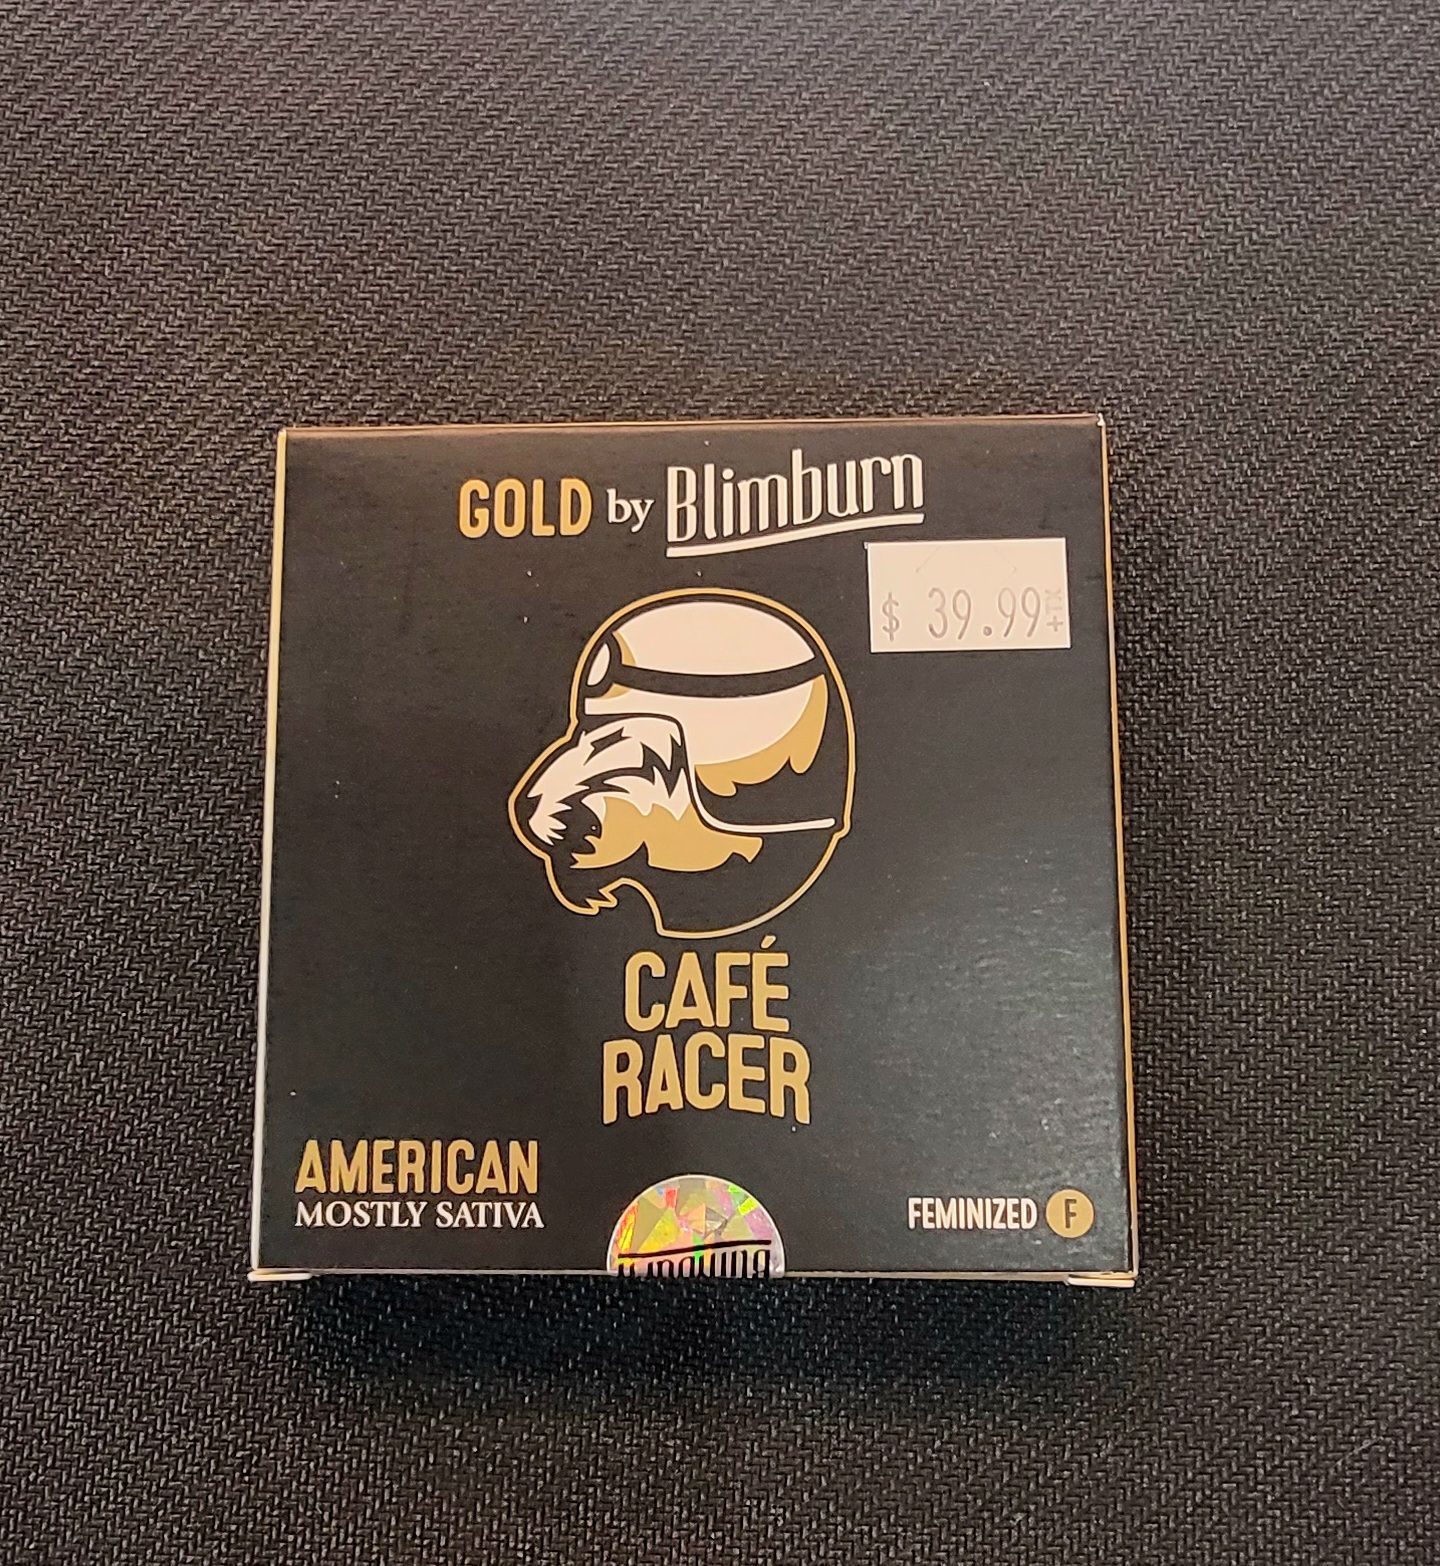 GOLD by Blimburn
$ 39.99+TX
CAFÉ
RACER
AMERICAN
MOSTLY SATIVA
FEMINIZED F